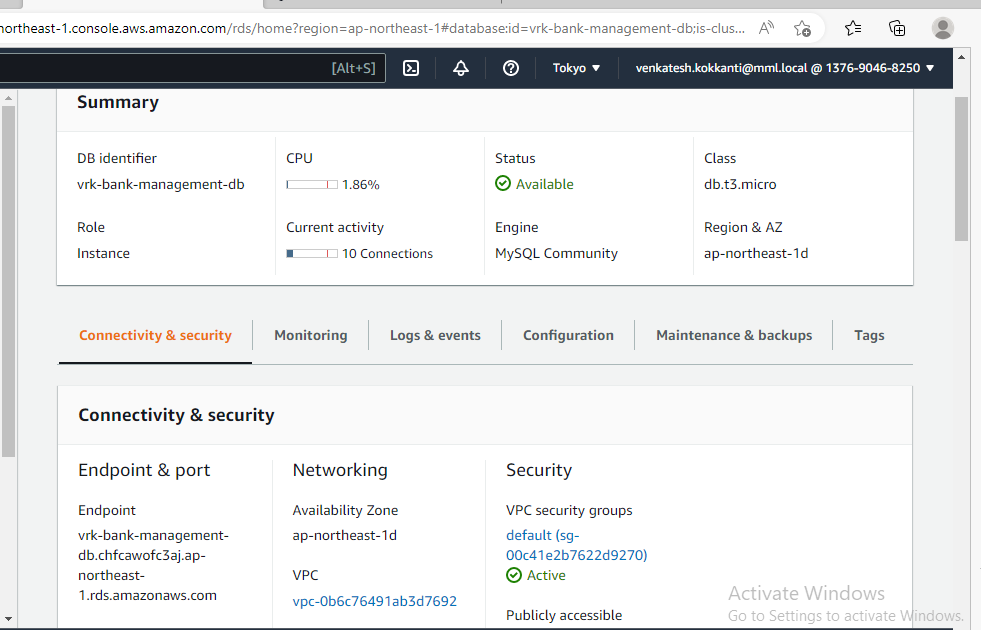 northeast-1.console.aws.amazon.com/rds/home?region=ap-northeast-1#database:id=vrk-bank-management-db;is-clus...
[Alt+S]
Tokyo ▼
venkatesh.kokkanti@mml.local @ 1376-9046-8250 ▼
Summary
DB identifier
vrk-bank-management-db
CPU
1.86%
Status
Available
Class
db.t3.micro
Role
Instance
Current activity
10 Connections
Engine
MySQL Community
Region & AZ
ap-northeast-1d
Connectivity & security
Monitoring
Logs & events
Configuration
Maintenance & backups
Tags
Connectivity & security
Endpoint & port
Endpoint
vrk-bank-management-
db.chfcawofc3aj.ap-
northeast-
1.rds.amazonaws.com
Networking
Availability Zone
ap-northeast-1d
VPC
vpc-0b6c76491ab3d7692
Security
VPC security groups
default (sg-
00c41e2b7622d9270)
Active
Publicly accessible
Activate Windows
Go to Settings to activate Windows.